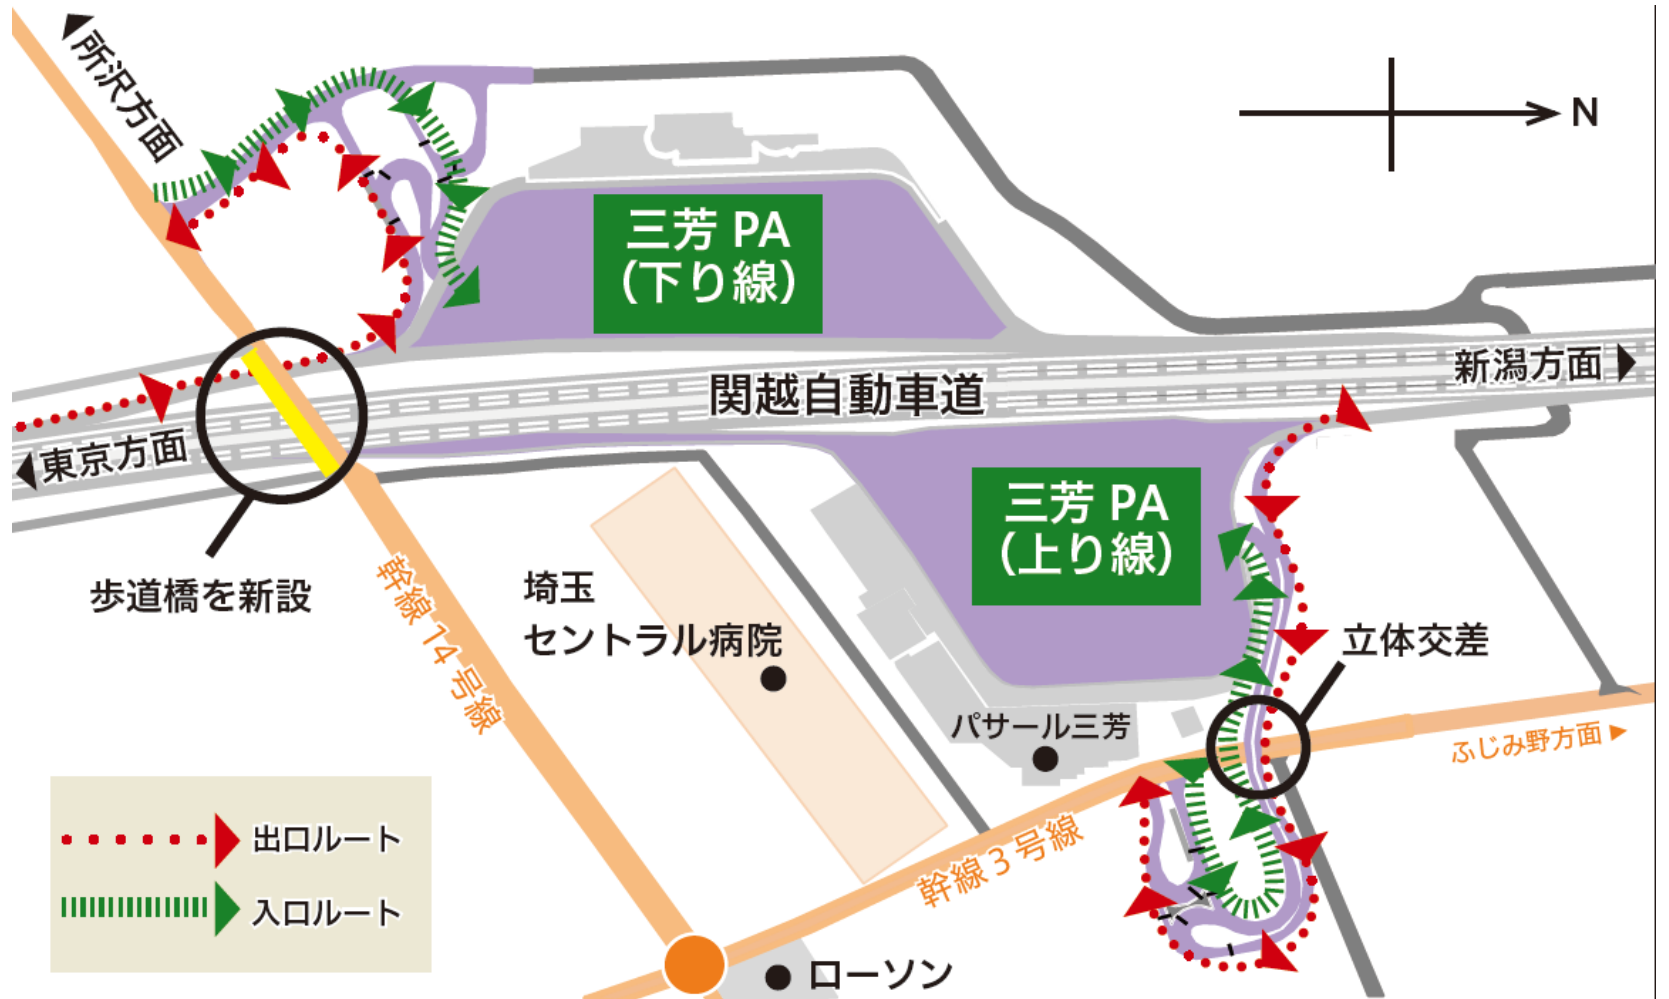 所沢方面
N
三芳 PA
(下り線)
新潟方面
関越自動車道
東京方面
三芳 PA
(上り線)
歩道橋を新設
幹線 14 号線
埼玉
セントラル病院
立体交差
パサール三芳
ふじみ野方面
幹線 3 号線
出口ルート
入口ルート
ローソン